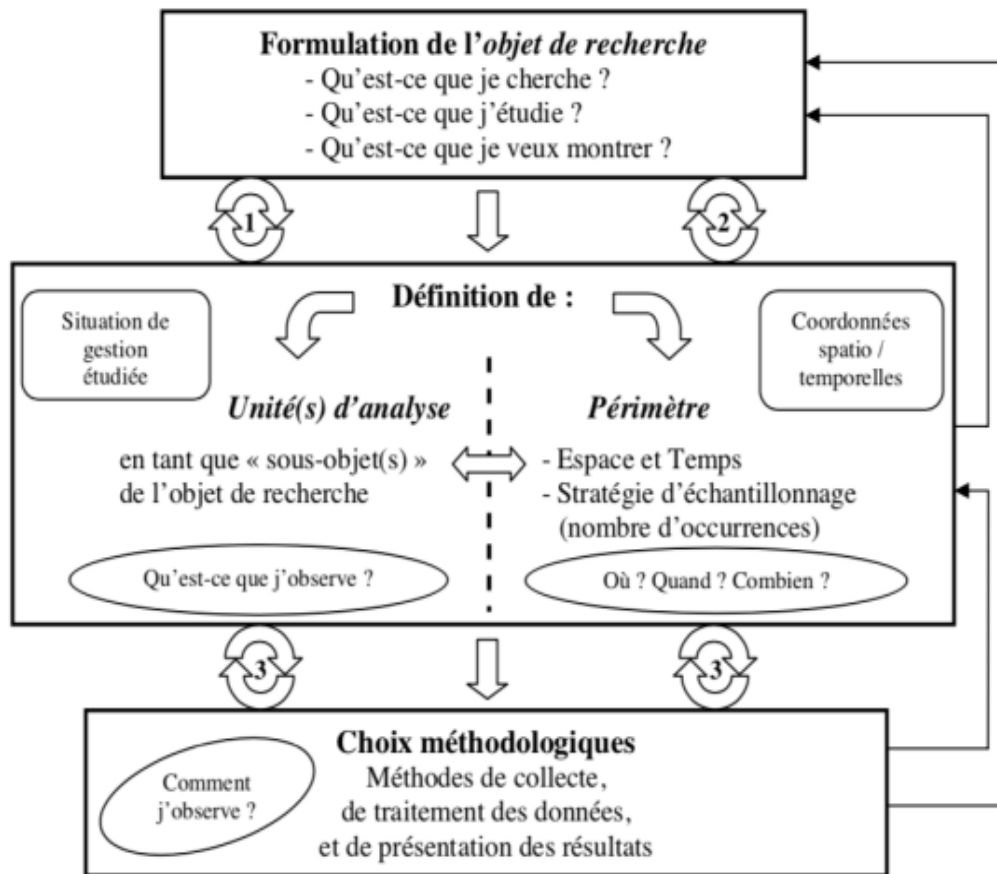 Formulation de l'objet de recherche
- Qu'est-ce que je cherche ?
- Qu'est-ce que j'étudie ?
- Qu'est-ce que je veux montrer ?
1
2
Définition de :
Situation de
gestion
étudiée
Coordonnées
spatio /
temporelles
Unité(s) d'analyse
en tant que « sous-objet(s) »
de l'objet de recherche
Qu'est-ce que j'observe ?
Périmètre
- Espace et Temps
- Stratégie d'échantillonnage
(nombre d'occurrences)
Où ? Quand ? Combien ?
3
3
Choix méthodologiques
Comment
j'observe ?
Méthodes de collecte,
de traitement des données,
et de présentation des résultats